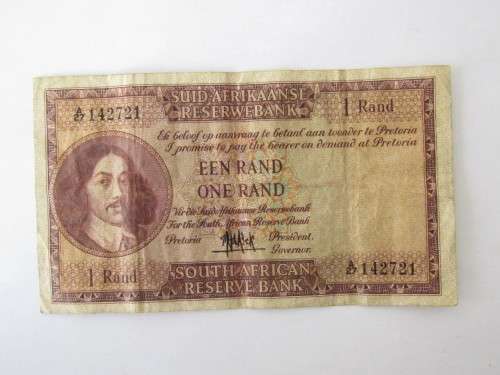 SUID-AFRIKAANSE
RESERWEBANK
142721
1 Rand
Ek beloof op aanvraag te betaal aan toonder te Pretoria
I promise to pay the bearer on demand at Pretoria
EEN RAND
ONE RAND
Vir die Suid-Afrikaanse Reserwebank
For the South African Reserve Bank
Pretoria
President.
Governor.
1 Rand
142721
SOUTH AFRICAN
RESERVE BANK